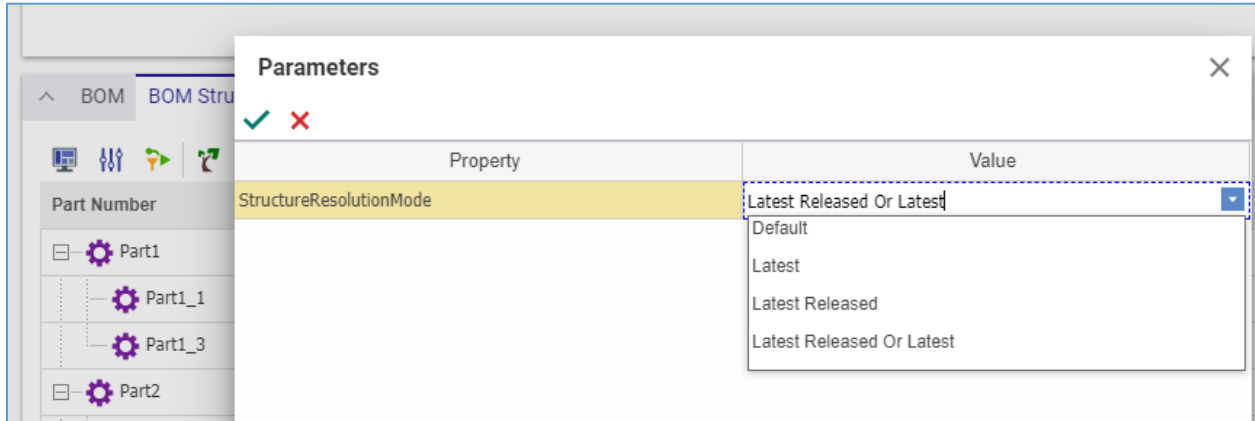 Parameters
BOM BOM Stru
Property Value
Part Number
StructureResolutionMode Latest Released Or Latest
Default
Part1
Latest
Part1_1
Latest Released
Part1_3
Latest Released Or Latest
Part2